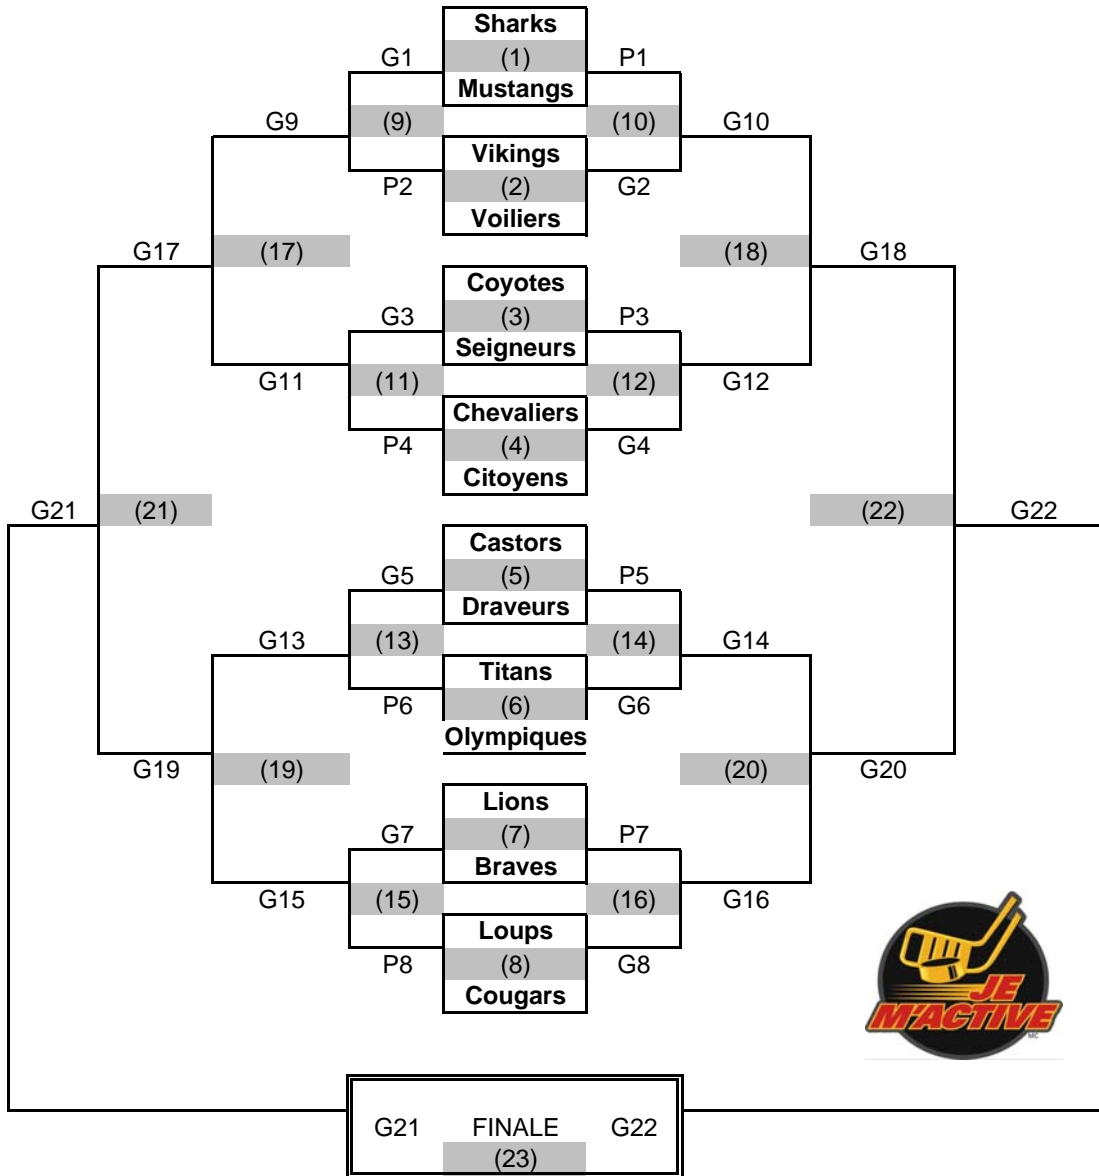 Sharks
G1 (1) P1
Mustangs
G9 (9) (10) G10
Vikings
P2 (2) G2
Voiliers
G17 (17) (18) G18
Coyotes
G3 (3) P3
Seigneurs
G11 (11) (12) G12
Chevaliers
P4 (4) G4
Citoyens
G21 (21) (22) G22
Castors
G5 (5) P5
Draveurs
G13 (13) (14) G14
Titans
P6 (6) G6
Olympiques
G19 (19) (20) G20
Lions
G7 (7) P7
Braves
G15 (15) (16) G16
Loups
P8 (8) G8
Cougars
JE
M'ACTIVE
MC
G21 FINALE G22
(23)